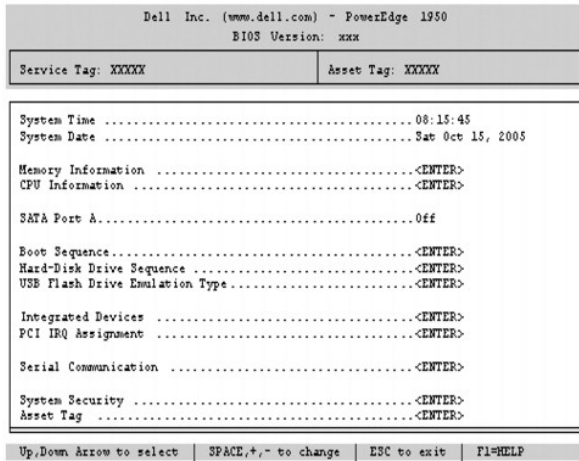 Dell Inc. (www.dell.com) - PowerEdge 1950
BIOS Version: xxx
Service Tag: XXXXX Asset Tag: XXXXX
System Time ........................................08:15:45
System Date ........................................Sat Oct 15, 2005
Memory Information .................................<ENTER>
CPU Information ....................................<ENTER>
SATA Port A.........................................Off
Boot Sequence.......................................<ENTER>
Hard-Disk Drive Sequence ...........................<ENTER>
USB Flash Drive Emulation Type......................<ENTER>
Integrated Devices .................................<ENTER>
PCI IRQ Assignment .................................<ENTER>
Serial Communication ...............................<ENTER>
System Security ....................................<ENTER>
Asset Tag ..........................................<ENTER>
Up,Down Arrow to select SPACE,+,- to change ESC to exit F1=HELP